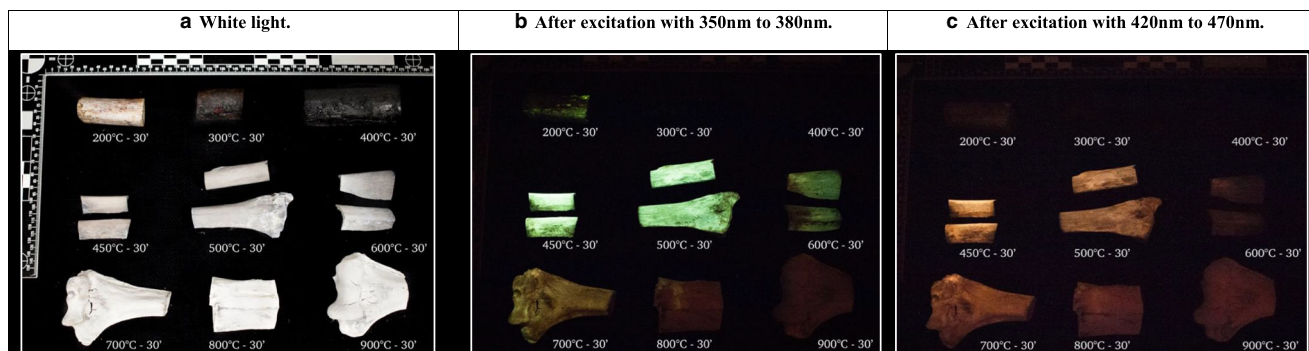 a White light.
b After excitation with 350nm to 380nm.
c After excitation with 420nm to 470nm.
200°C - 30'
300°C - 30'
400°C - 30'
450°C - 30'
500°C - 30'
600°C - 30'
700°C - 30'
800°C - 30'
900°C - 30'
200°C - 30'
300°C - 30'
400°C - 30'
450°C - 30'
500°C - 30'
600°C - 30'
700°C - 30'
800°C - 30'
900°C - 30'
200°C - 30'
300°C - 30'
400°C - 30'
450°C - 30'
500°C - 30'
600°C - 30'
700°C - 30'
800°C - 30'
900°C - 30'